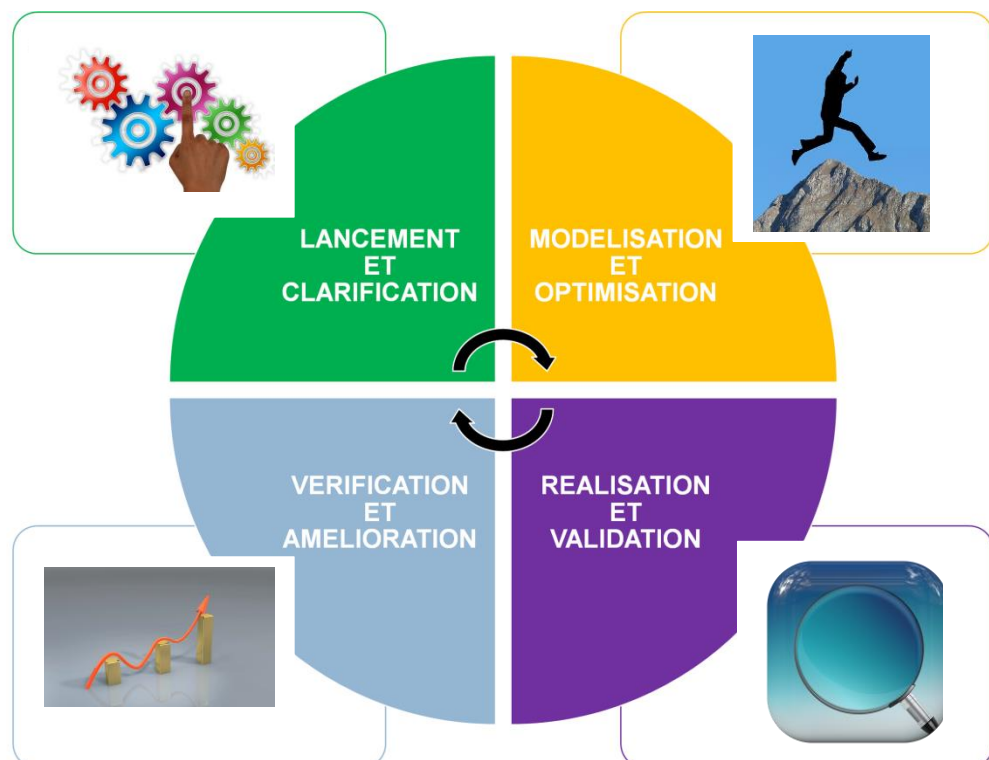 LANCEMENT
ET
CLARIFICATION
MODELISATION
ET
OPTIMISATION
VERIFICATION
ET
AMELIORATION
REALISATION
ET
VALIDATION